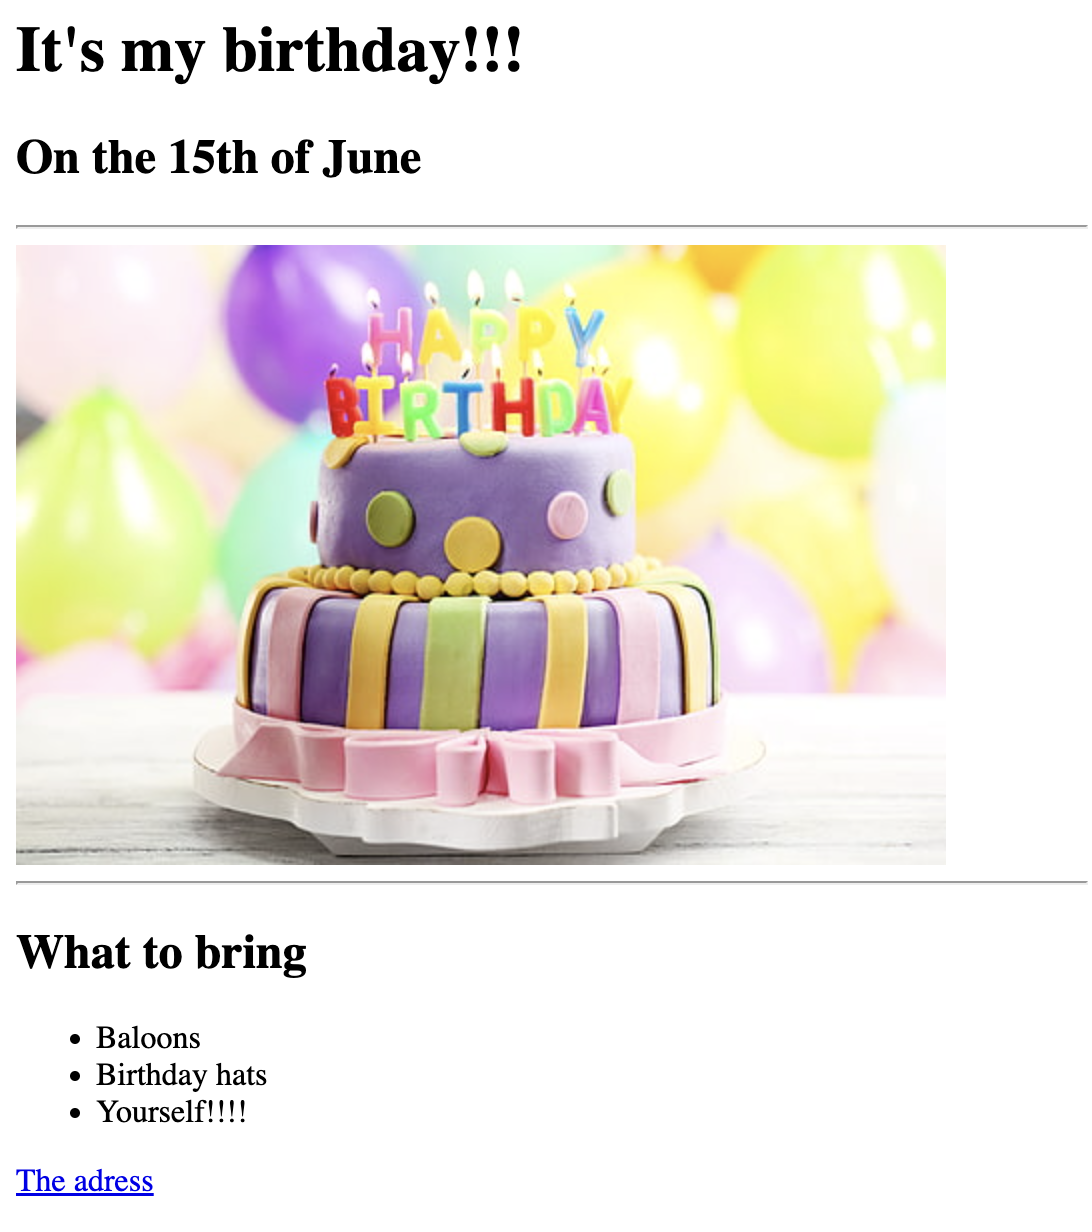 It's my birthday!!!
On the 15th of June
HAPPY
BIRTHDAY
What to bring
Baloons
Birthday hats
Yourself!!!!
The adress